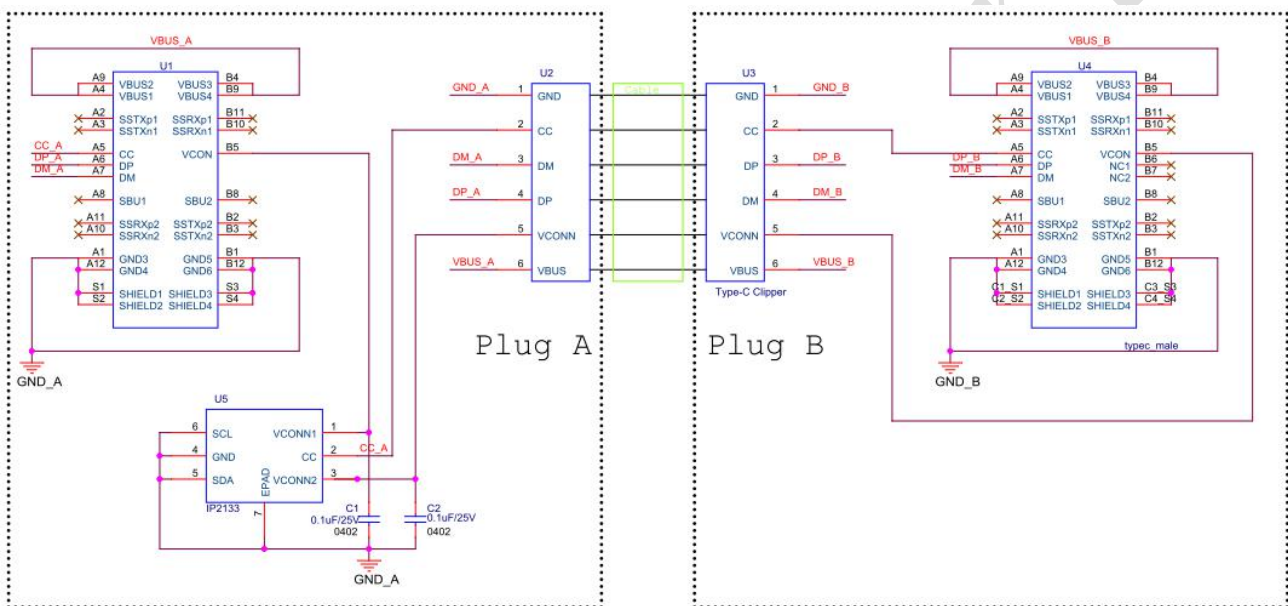 VBUS_A
U1
A9 VBUS2 VBUS3 B4
A4 VBUS1 VBUS4 B9
A2 SSTXp1 SSRXp1 B11
A3 SSTXn1 SSRXn1 B10
CC_A A5 CC VCON B5
DP_A A6 DP
DM_A A7 DM
A8 SBU1 SBU2 B8
A11 SSRXp2 SSTXp2 B2
A10 SSRXn2 SSTXn2 B3
A1 GND3 GND5 B1
A12 GND4 GND6 B12
S1 SHIELD1 SHIELD3 S3
S2 SHIELD2 SHIELD4 S4
GND_A
U2
GND_A 1 GND
2 CC
DM_A 3 DM
DP_A 4 DP
5 VCONN
VBUS_A 6 VBUS
Cable
U3
GND 1 GND_B
CC 2
DP 3 DP_B
DM 4 DM_B
VCONN 5
VBUS 6 VBUS_B
Type-C Clipper
Plug A
Plug B
VBUS_B
U4
A9 VBUS2 VBUS3 B4
A4 VBUS1 VBUS4 B9
A2 SSTXp1 SSRXp1 B11
A3 SSTXn1 SSRXn1 B10
A5 CC VCON B5
DP_B A6 DP NC1 B6
DM_B A7 DM NC2 B7
A8 SBU1 SBU2 B8
A11 SSRXp2 SSTXp2 B2
A10 SSRXn2 SSTXn2 B3
A1 GND3 GND5 B1
A12 GND4 GND6 B12
C1_S1 SHIELD1 SHIELD3 C3_S3
C2_S2 SHIELD2 SHIELD4 C4_S4
typec_male
GND_B
U5
6 SCL VCONN1 1
4 GND CC 2 CC_A
5 SDA VCONN2 3
EPAD
7
IP2133
C1
0.1uF/25V
0402
C2
0.1uF/25V
0402
GND_A